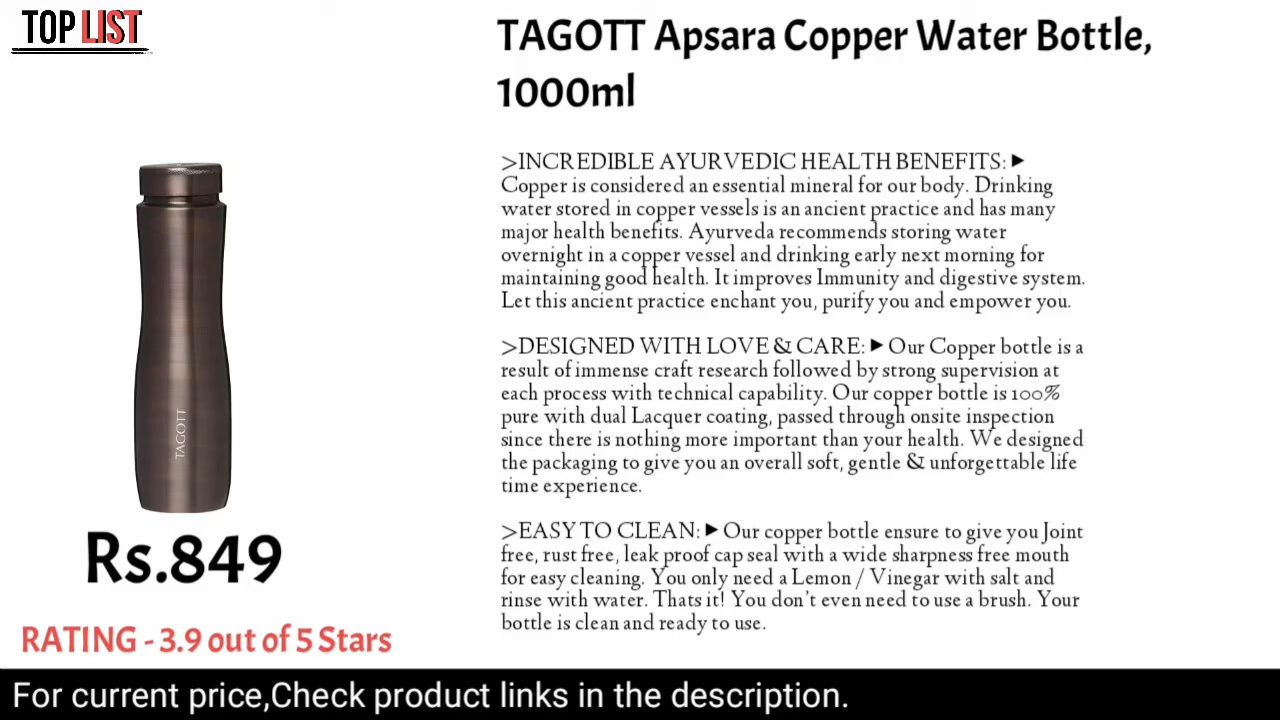 TOP LIST
TAGOTT Apsara Copper Water Bottle,
1000ml
>INCREDIBLE AYURVEDIC HEALTH BENEFITS: ►
Copper is considered an essential mineral for our body. Drinking
water stored in copper vessels is an ancient practice and has many
major health benefits. Ayurveda recommends storing water
overnight in a copper vessel and drinking early next morning for
maintaining good health. It improves Immunity and digestive system.
Let this ancient practice enchant you, purify you and empower you.
>DESIGNED WITH LOVE & CARE: ► Our Copper bottle is a
result of immense craft research followed by strong supervision at
each process with technical capability. Our copper bottle is 100%
pure with dual Lacquer coating, passed through onsite inspection
since there is nothing more important than your health. We designed
the packaging to give you an overall soft, gentle & unforgettable life
time experience.
>EASY TO CLEAN: ► Our copper bottle ensure to give you Joint
free, rust free, leak proof cap seal with a wide sharpness free mouth
for easy cleaning. You only need a Lemon / Vinegar with salt and
rinse with water. Thats it! You don't even need to use a brush. Your
bottle is clean and ready to use.
TAGOTT
Rs.849
RATING - 3.9 out of 5 Stars
For current price,Check product links in the description.